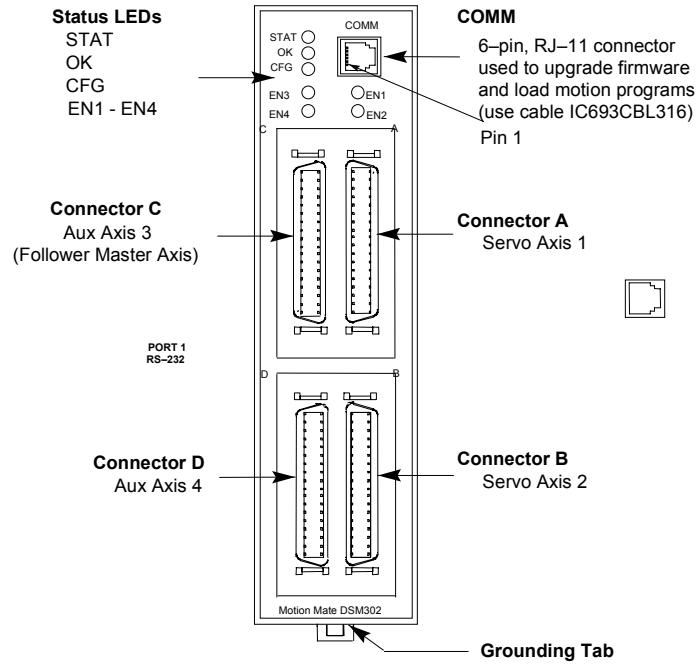 Status LEDs
STAT
OK
CFG
EN1 - EN4
STAT
OK
CFG
EN3
EN4
COMM
EN1
EN2
COMM
6–pin, RJ–11 connector
used to upgrade firmware
and load motion programs
(use cable IC693CBL316)
Pin 1
C
A
Connector C
Aux Axis 3
(Follower Master Axis)
Connector A
Servo Axis 1
PORT 1
RS–232
D
B
Connector D
Aux Axis 4
Connector B
Servo Axis 2
Motion Mate DSM302
Grounding Tab